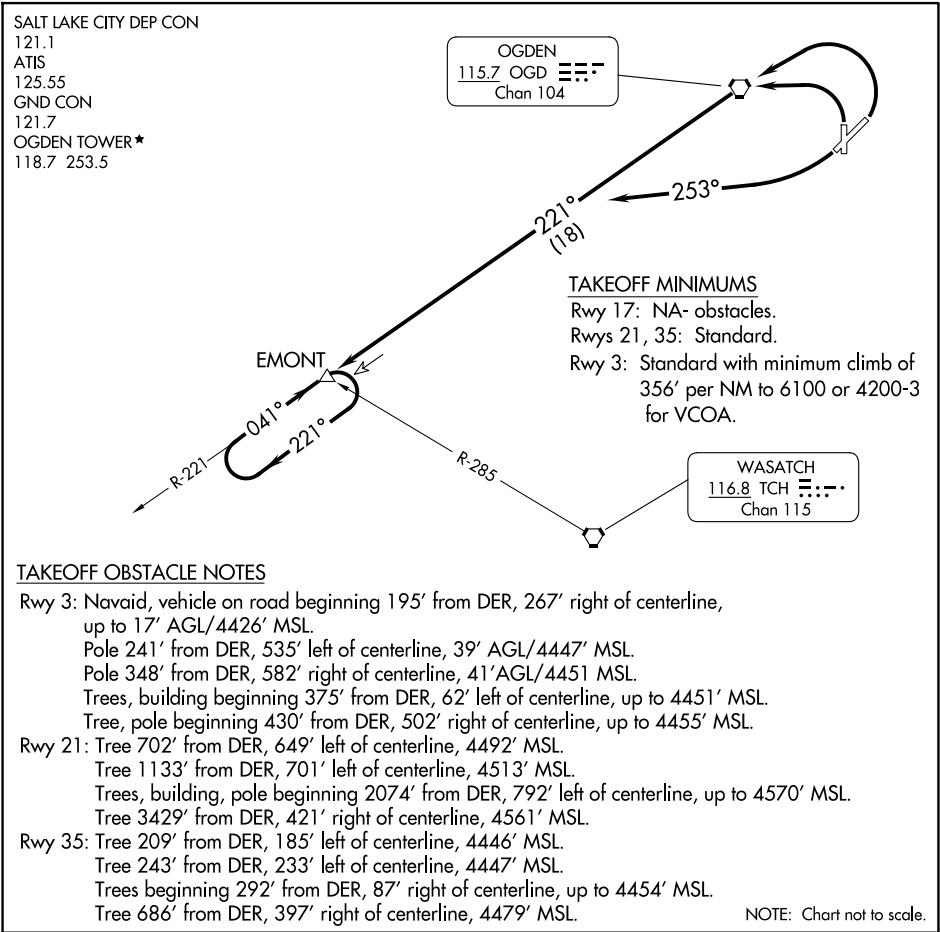 SALT LAKE CITY DEP CON
121.1
ATIS
125.55
GND CON
121.7
OGDEN TOWER★
118.7 253.5
OGDEN
115.7 OGD
Chan 104
253°
221°
(18)
TAKEOFF MINIMUMS
Rwy 17: NA- obstacles.
Rwys 21, 35: Standard.
Rwy 3: Standard with minimum climb of
356' per NM to 6100 or 4200-3
for VCOA.
EMONT
041°
221°
R-221
R-285
WASATCH
116.8 TCH
Chan 115
TAKEOFF OBSTACLE NOTES
Rwy 3: Navaid, vehicle on road beginning 195' from DER, 267' right of centerline,
up to 17' AGL/4426' MSL.
Pole 241' from DER, 535' left of centerline, 39' AGL/4447' MSL.
Pole 348' from DER, 582' right of centerline, 41'AGL/4451 MSL.
Trees, building beginning 375' from DER, 62' left of centerline, up to 4451' MSL.
Tree, pole beginning 430' from DER, 502' right of centerline, up to 4455' MSL.
Rwy 21: Tree 702' from DER, 649' left of centerline, 4492' MSL.
Tree 1133' from DER, 701' left of centerline, 4513' MSL.
Trees, building, pole beginning 2074' from DER, 792' left of centerline, up to 4570' MSL.
Tree 3429' from DER, 421' right of centerline, 4561' MSL.
Rwy 35: Tree 209' from DER, 185' left of centerline, 4446' MSL.
Tree 243' from DER, 233' left of centerline, 4447' MSL.
Trees beginning 292' from DER, 87' right of centerline, up to 4454' MSL.
Tree 686' from DER, 397' right of centerline, 4479' MSL.
NOTE: Chart not to scale.